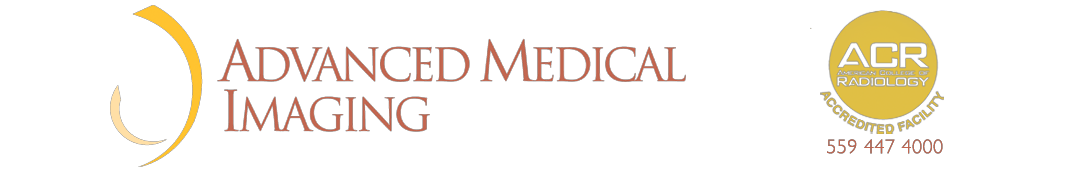 ADVANCED MEDICAL
IMAGING
ACR
AMERICAN COLLEGE OF
RADIOLOGY
ACCREDITED FACILITY
559 447 4000